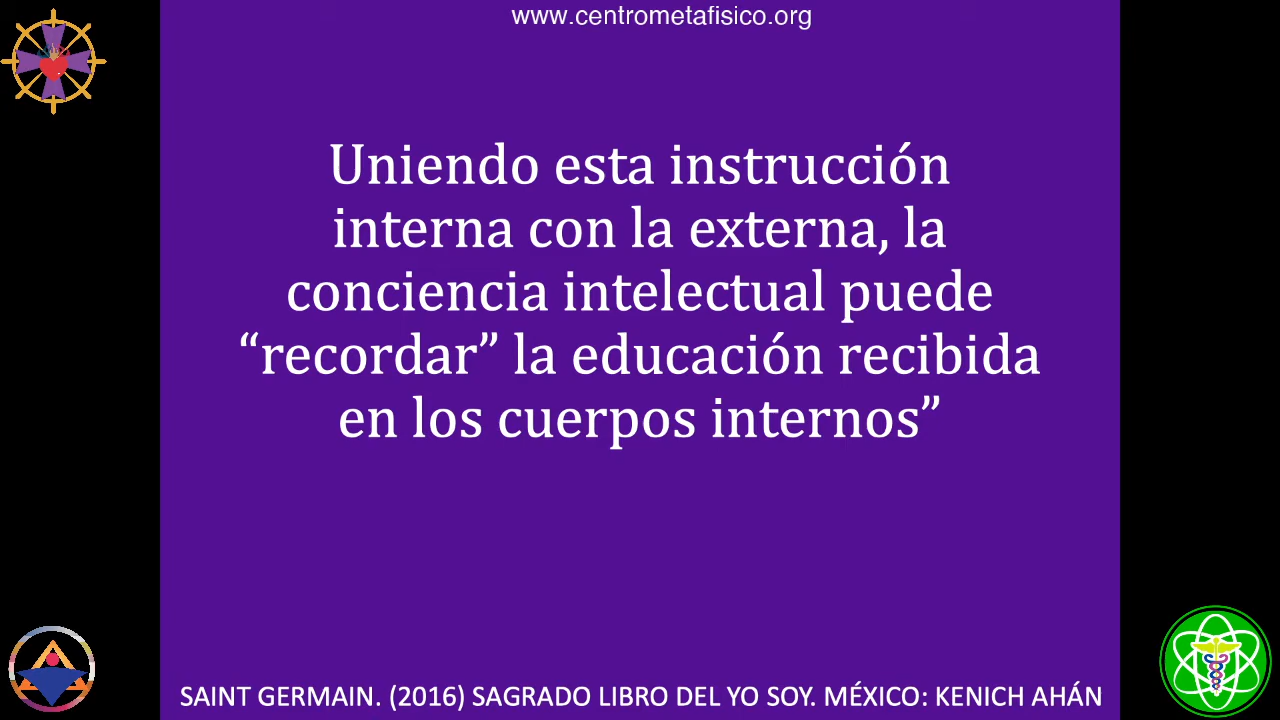 www.centrometafisico.org
Uniendo esta instrucción
interna con la externa, la
conciencia intelectual puede
“recordar” la educación recibida
en los cuerpos internos”
SAINT GERMAIN. (2016) SAGRADO LIBRO DEL YO SOY. MÉXICO: KENICH AHÁN